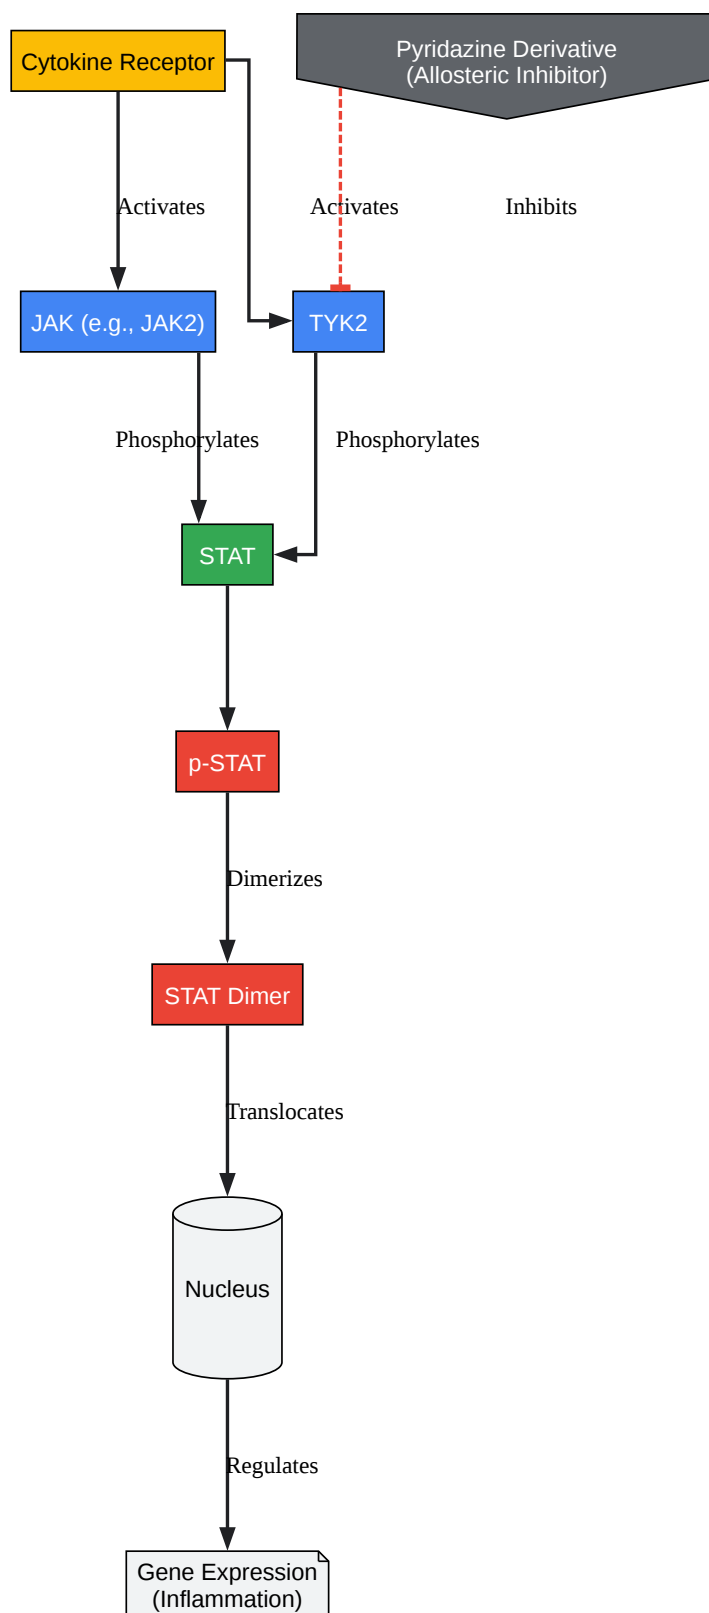 Cytokine Receptor
Pyridazine Derivative
(Allosteric Inhibitor)
Activates
Activates
Inhibits
JAK (e.g., JAK2)
TYK2
Phosphorylates
Phosphorylates
STAT
p-STAT
Dimerizes
STAT Dimer
Translocates
Nucleus
Regulates
Gene Expression
(Inflammation)